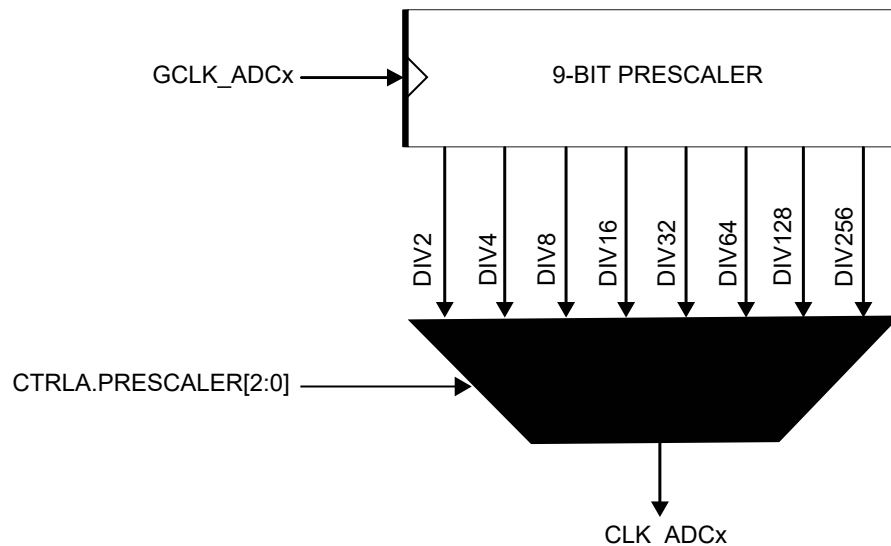 GCLK_ADCx
9-BIT PRESCALER
DIV2
DIV4
DIV8
DIV16
DIV32
DIV64
DIV128
DIV256
CTRLA.PRESCALER[2:0]
CLK_ADCx